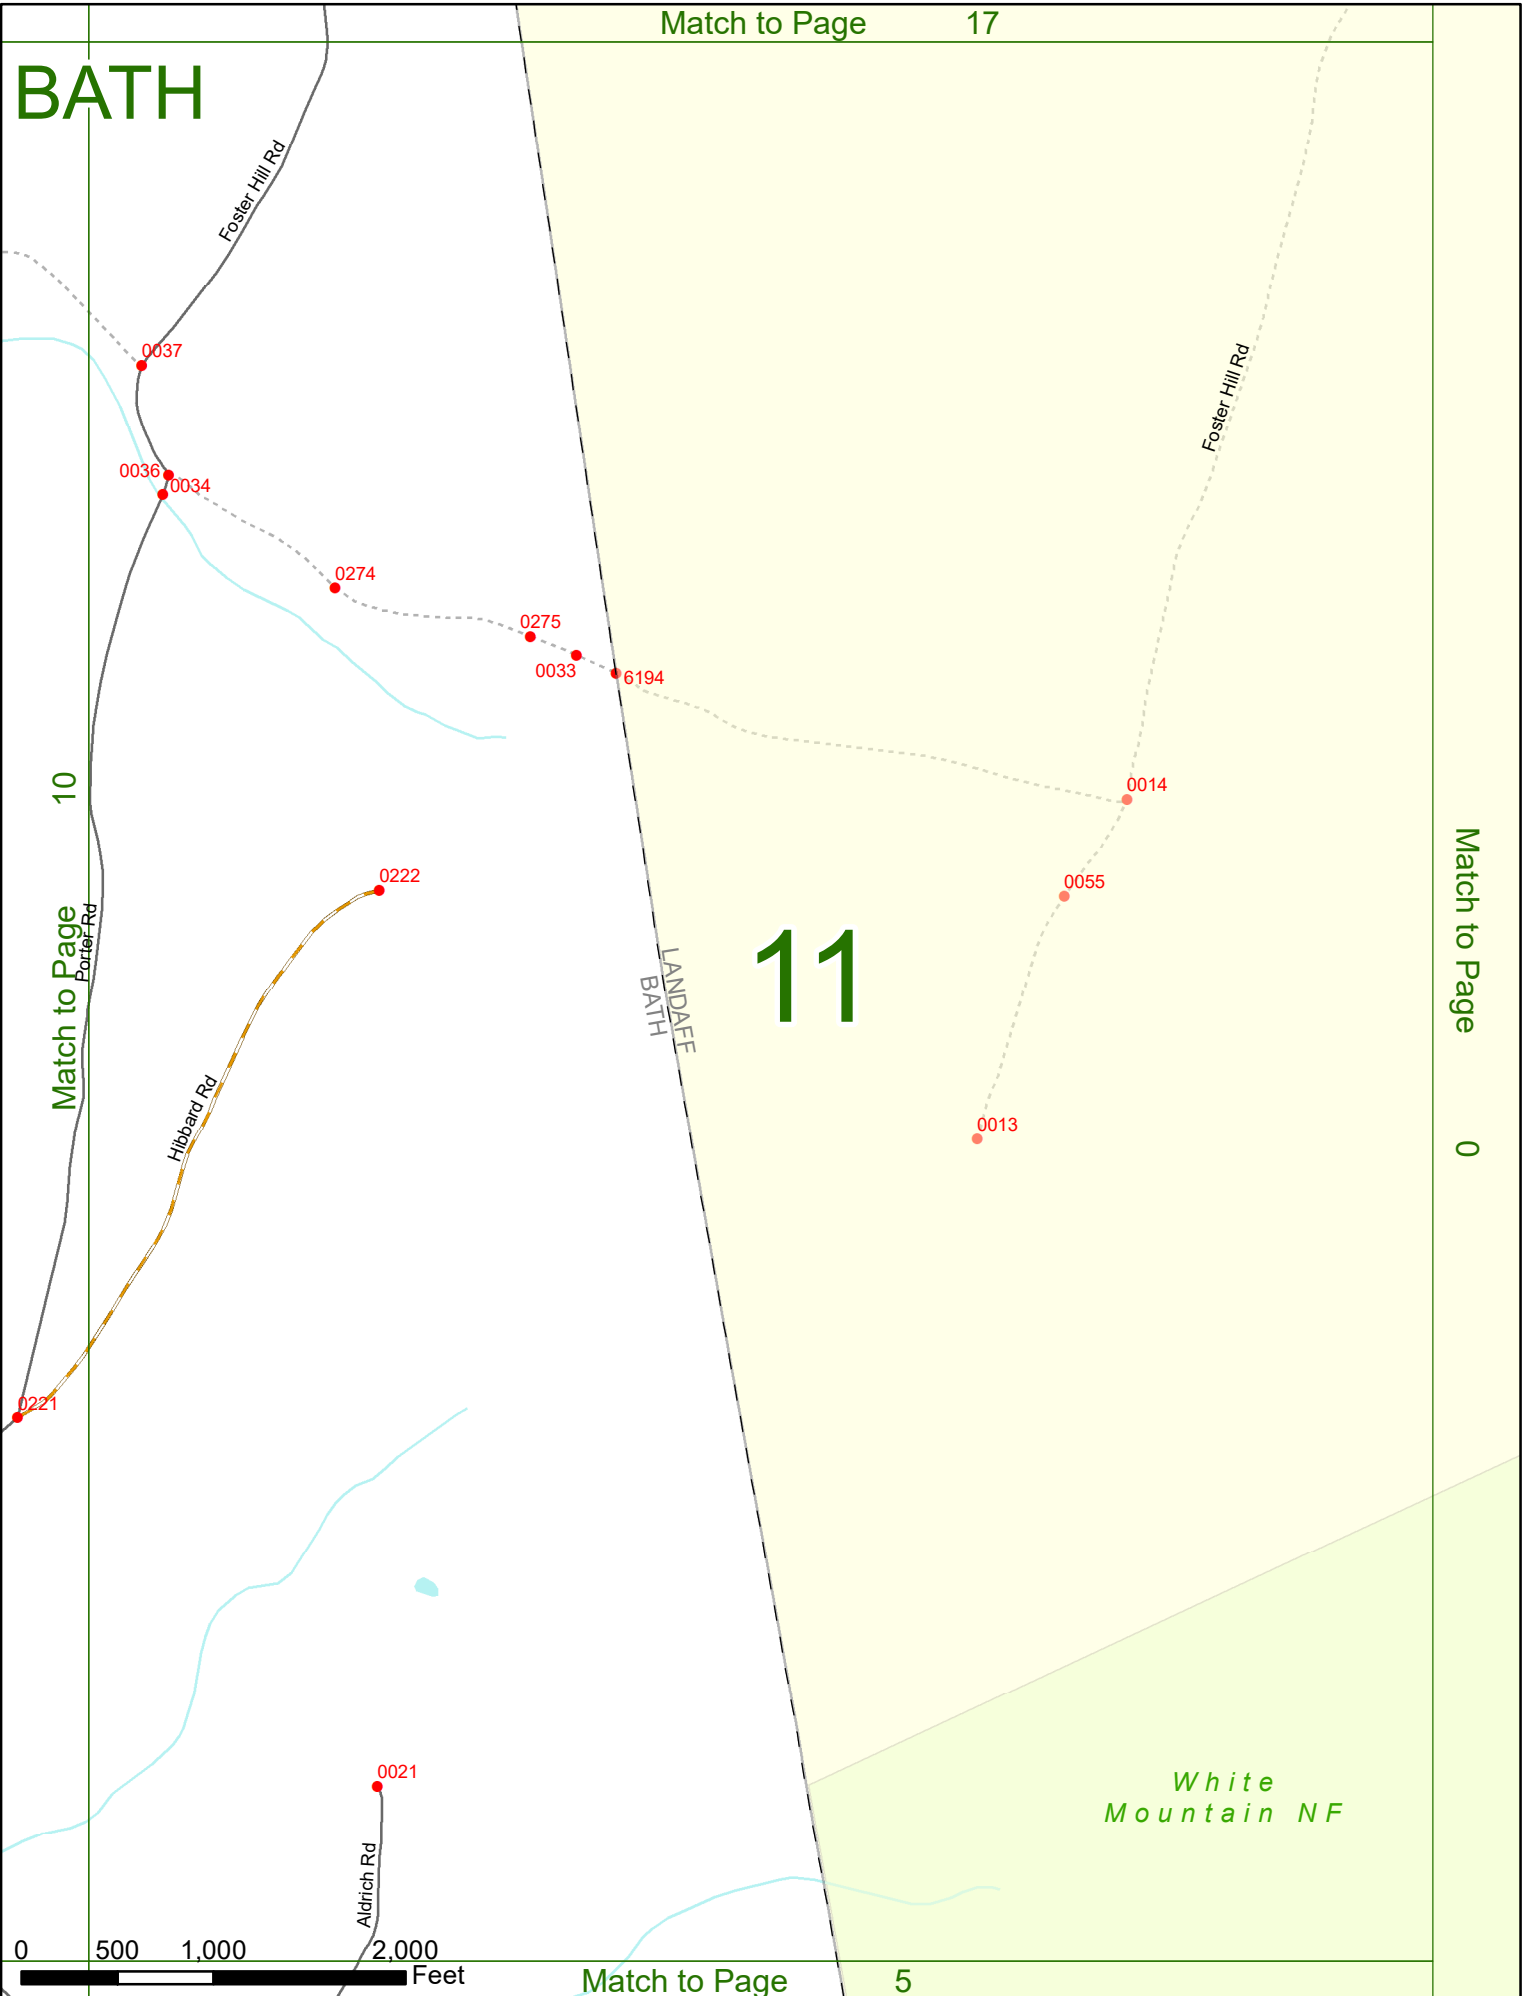 Match to Page 17
BATH
Foster Hill Rd
0037
Foster Hill Rd
0036
0034
0274
0275
0033
6194
10
Match to Page
0014
Match to Page
0
0222
0055
Porter Rd
11
LANDAFF
BATH
Hibbard Rd
0013
0221
0021
White
Mountain NF
Aldrich Rd
0 500 1,000 2,000
Feet
Match to Page 5